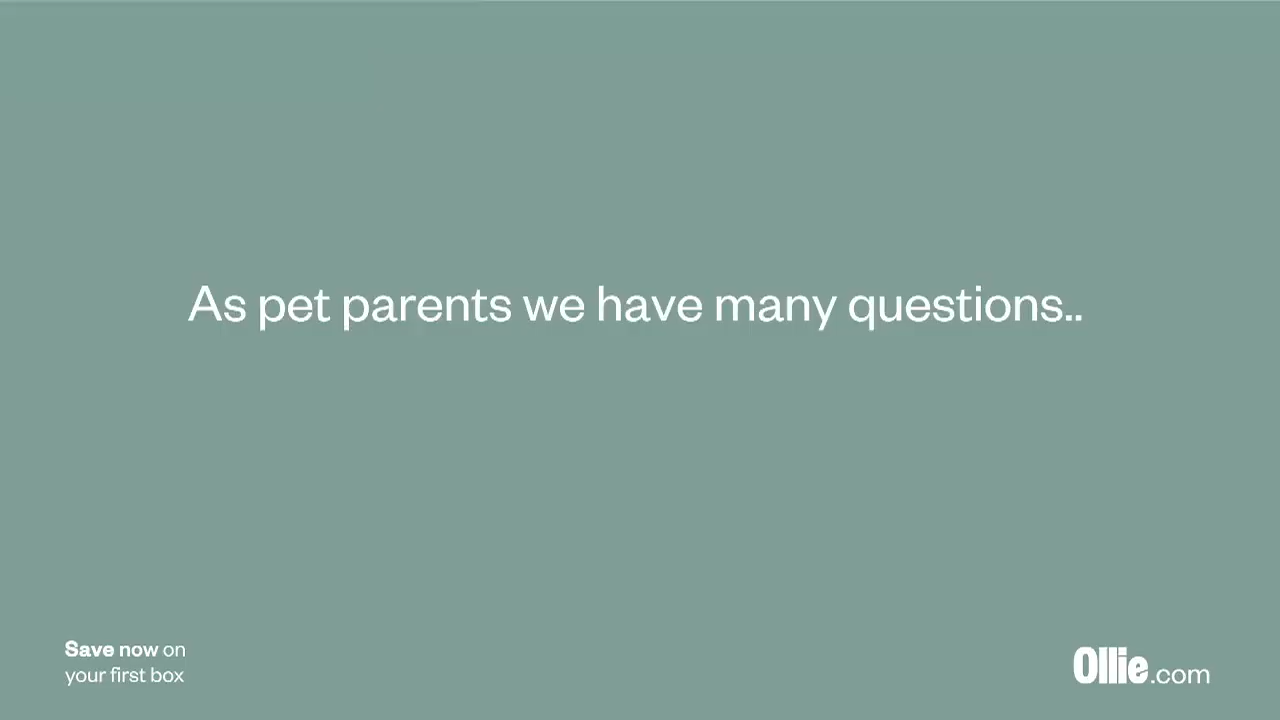 As pet parents we have many questions..
Save now on
your first box
Ollie.com